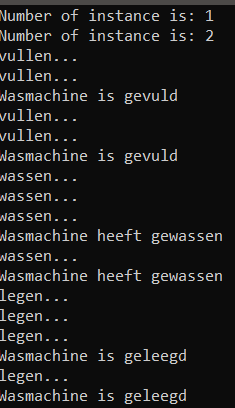 Number of instance is: 1
Number of instance is: 2
vullen...
vullen...
Wasmachine is gevuld
vullen...
vullen...
Wasmachine is gevuld
wassen...
wassen...
wassen...
Wasmachine heeft gewassen
wassen...
Wasmachine heeft gewassen
legen...
legen...
legen...
Wasmachine is geleegd
legen...
Wasmachine is geleegd